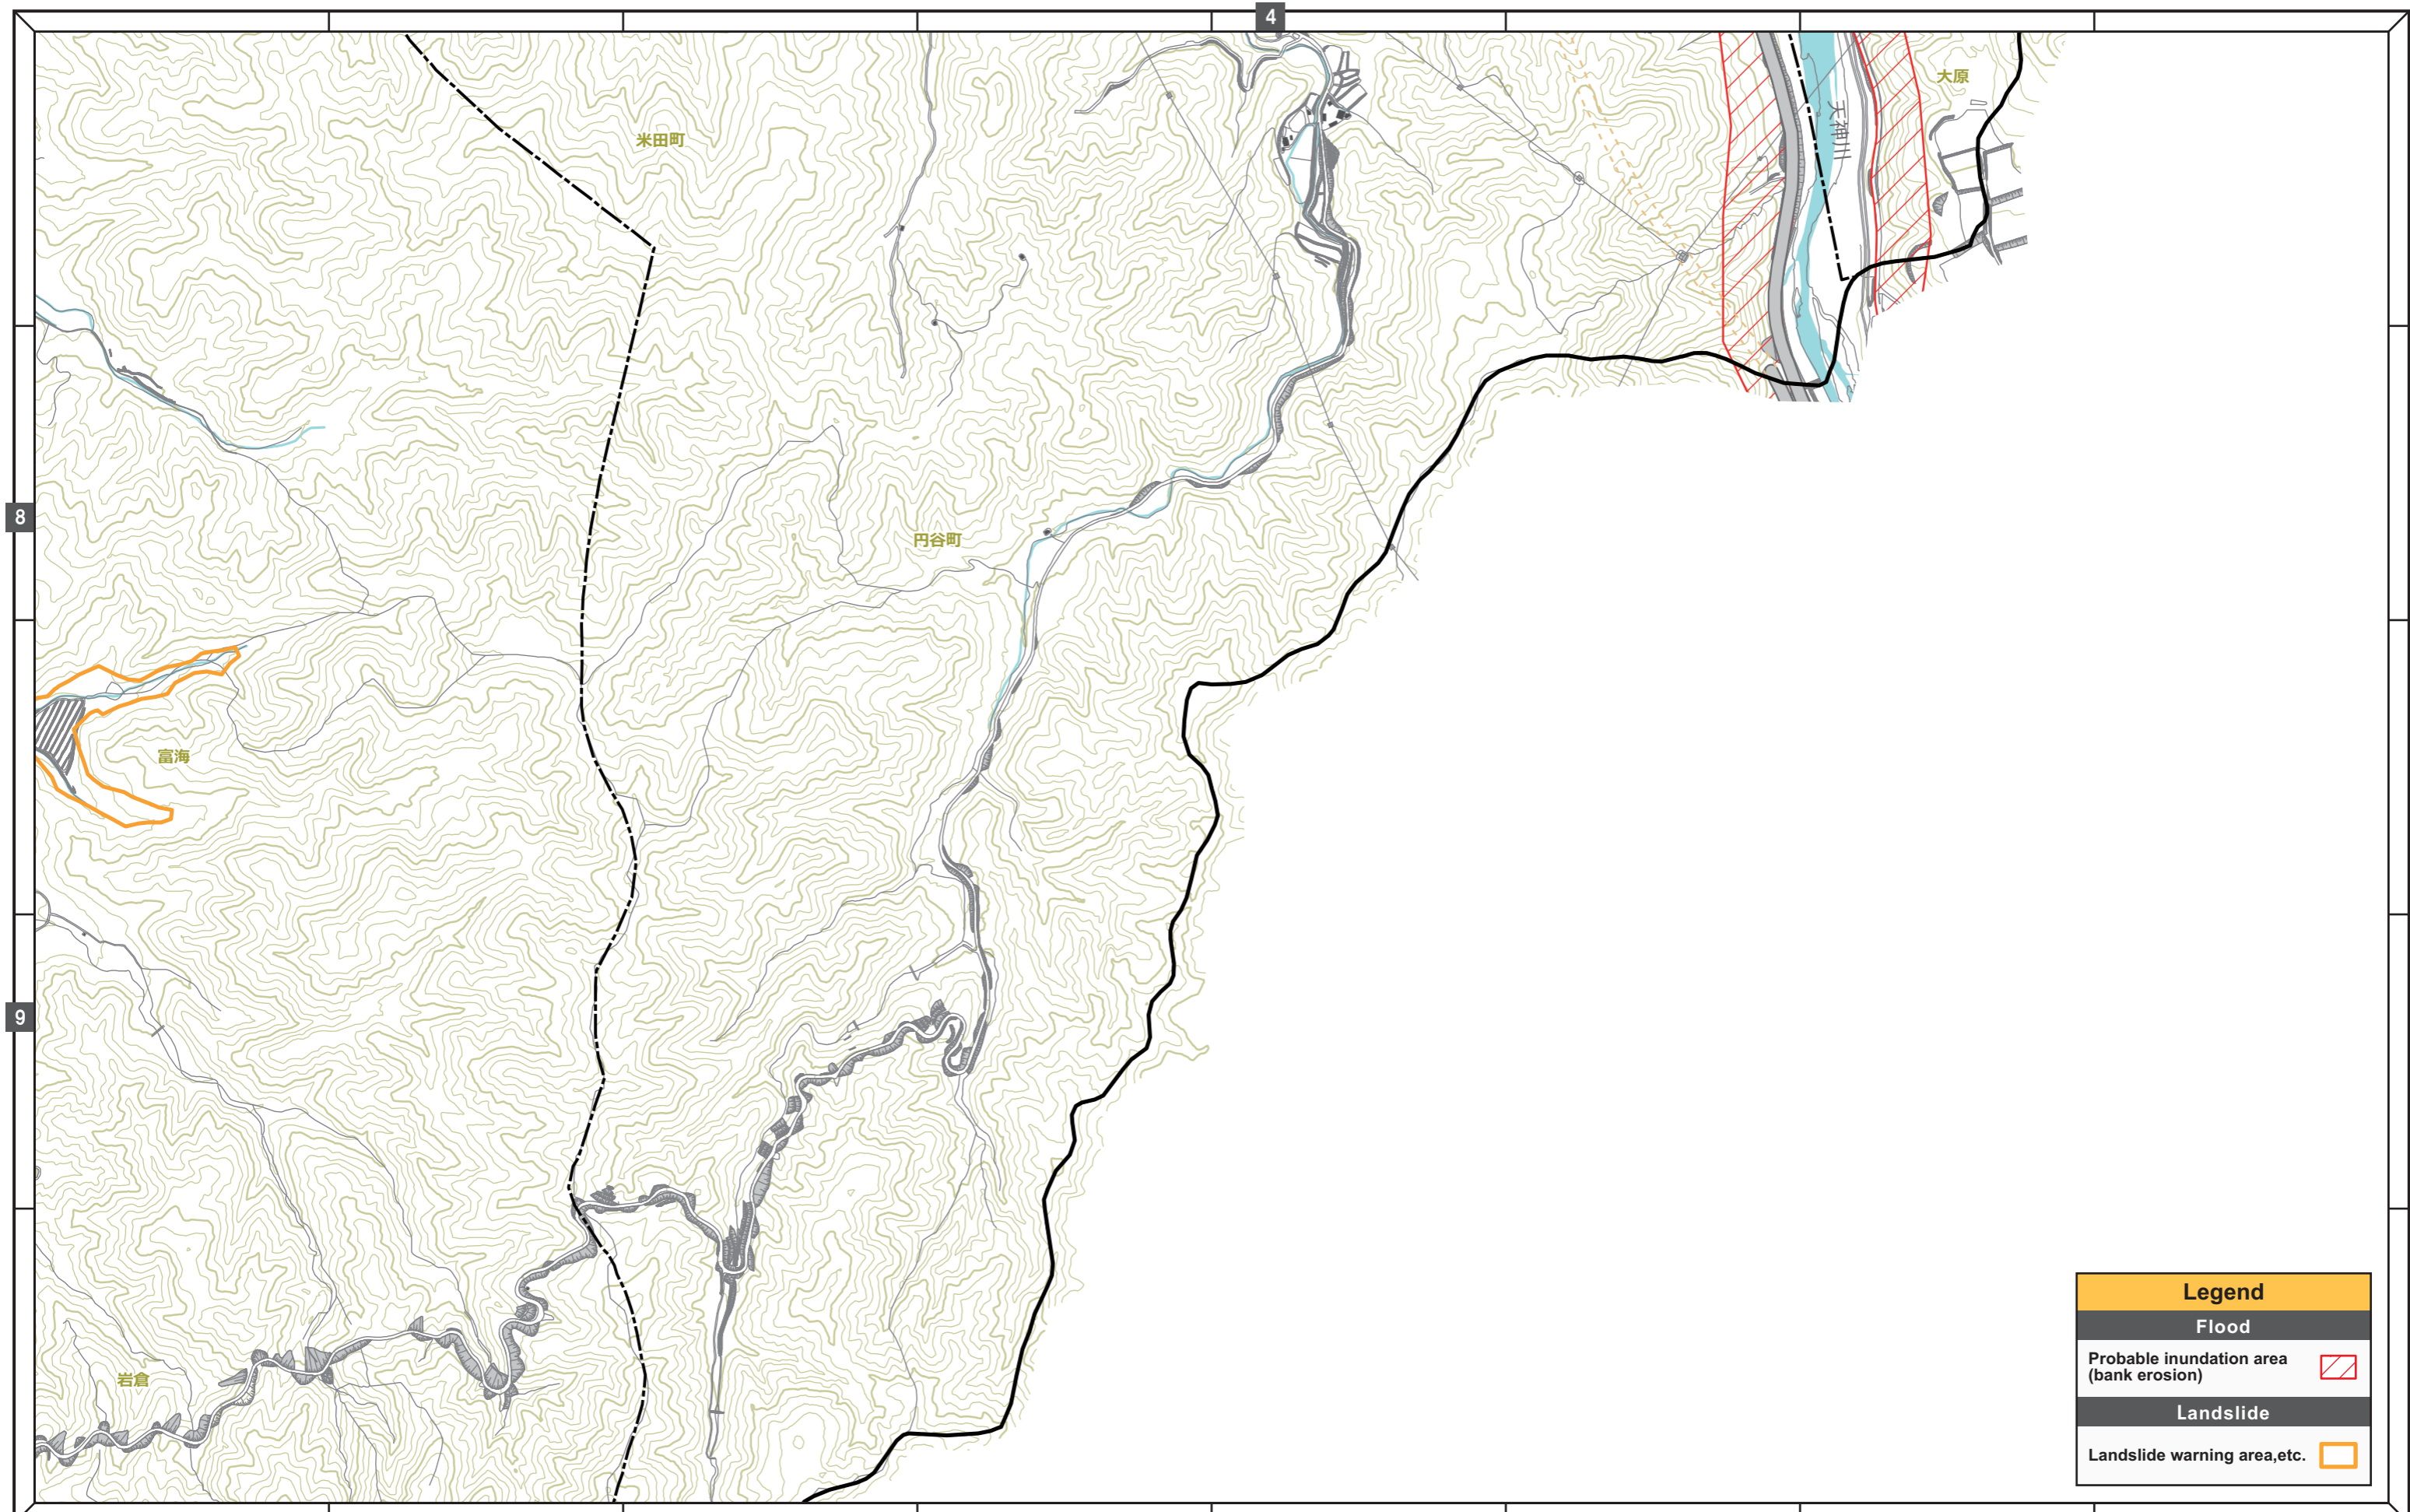 4
大原
天神川
米田町
8
円谷町
富海
9
岩倉
Legend
Flood
Probable inundation area
(bank erosion)
Landslide
Landslide warning area,etc.